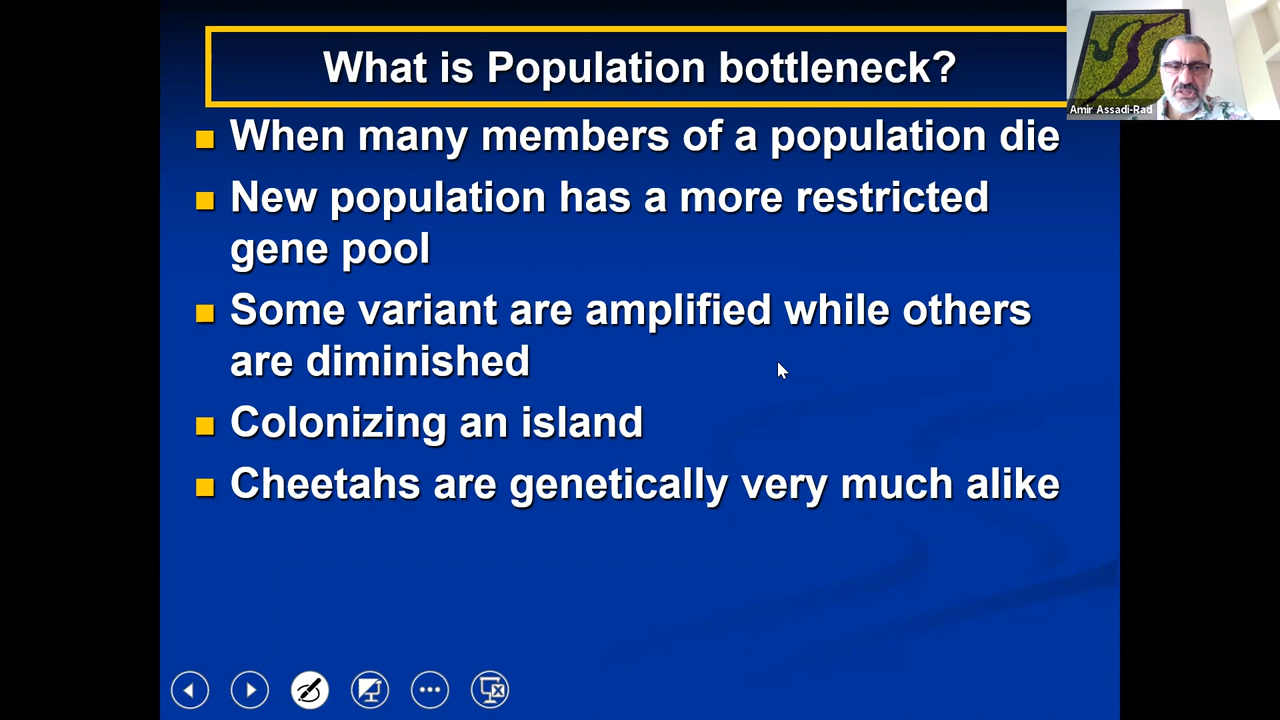 What is Population bottleneck?
Amir Assadi-Rad
When many members of a population die
New population has a more restricted
gene pool
Some variant are amplified while others
are diminished
Colonizing an island
Cheetahs are genetically very much alike